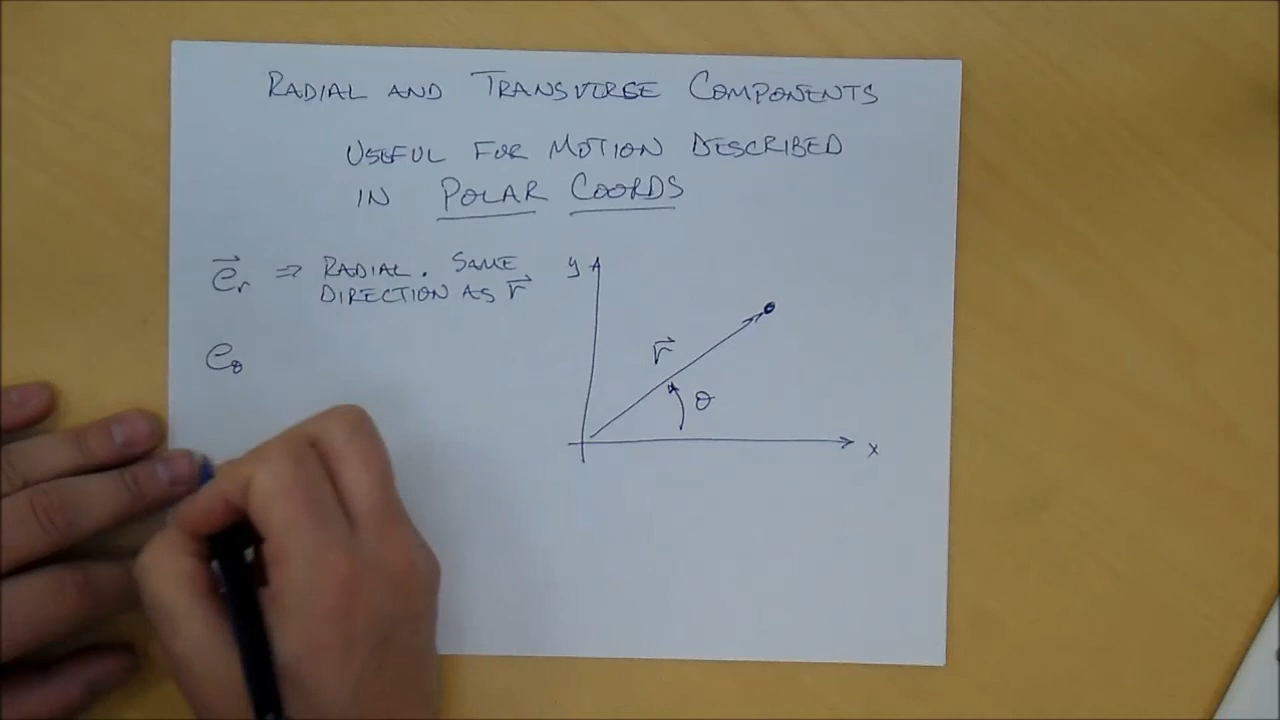 RADIAL AND TRANSVERSE COMPONENTS
USEFUL FOR MOTION DESCRIBED
IN POLAR COORDS
e⃗r ⇒ RADIAL. SAME
DIRECTION AS r⃗
eθ
y
r⃗
θ
x